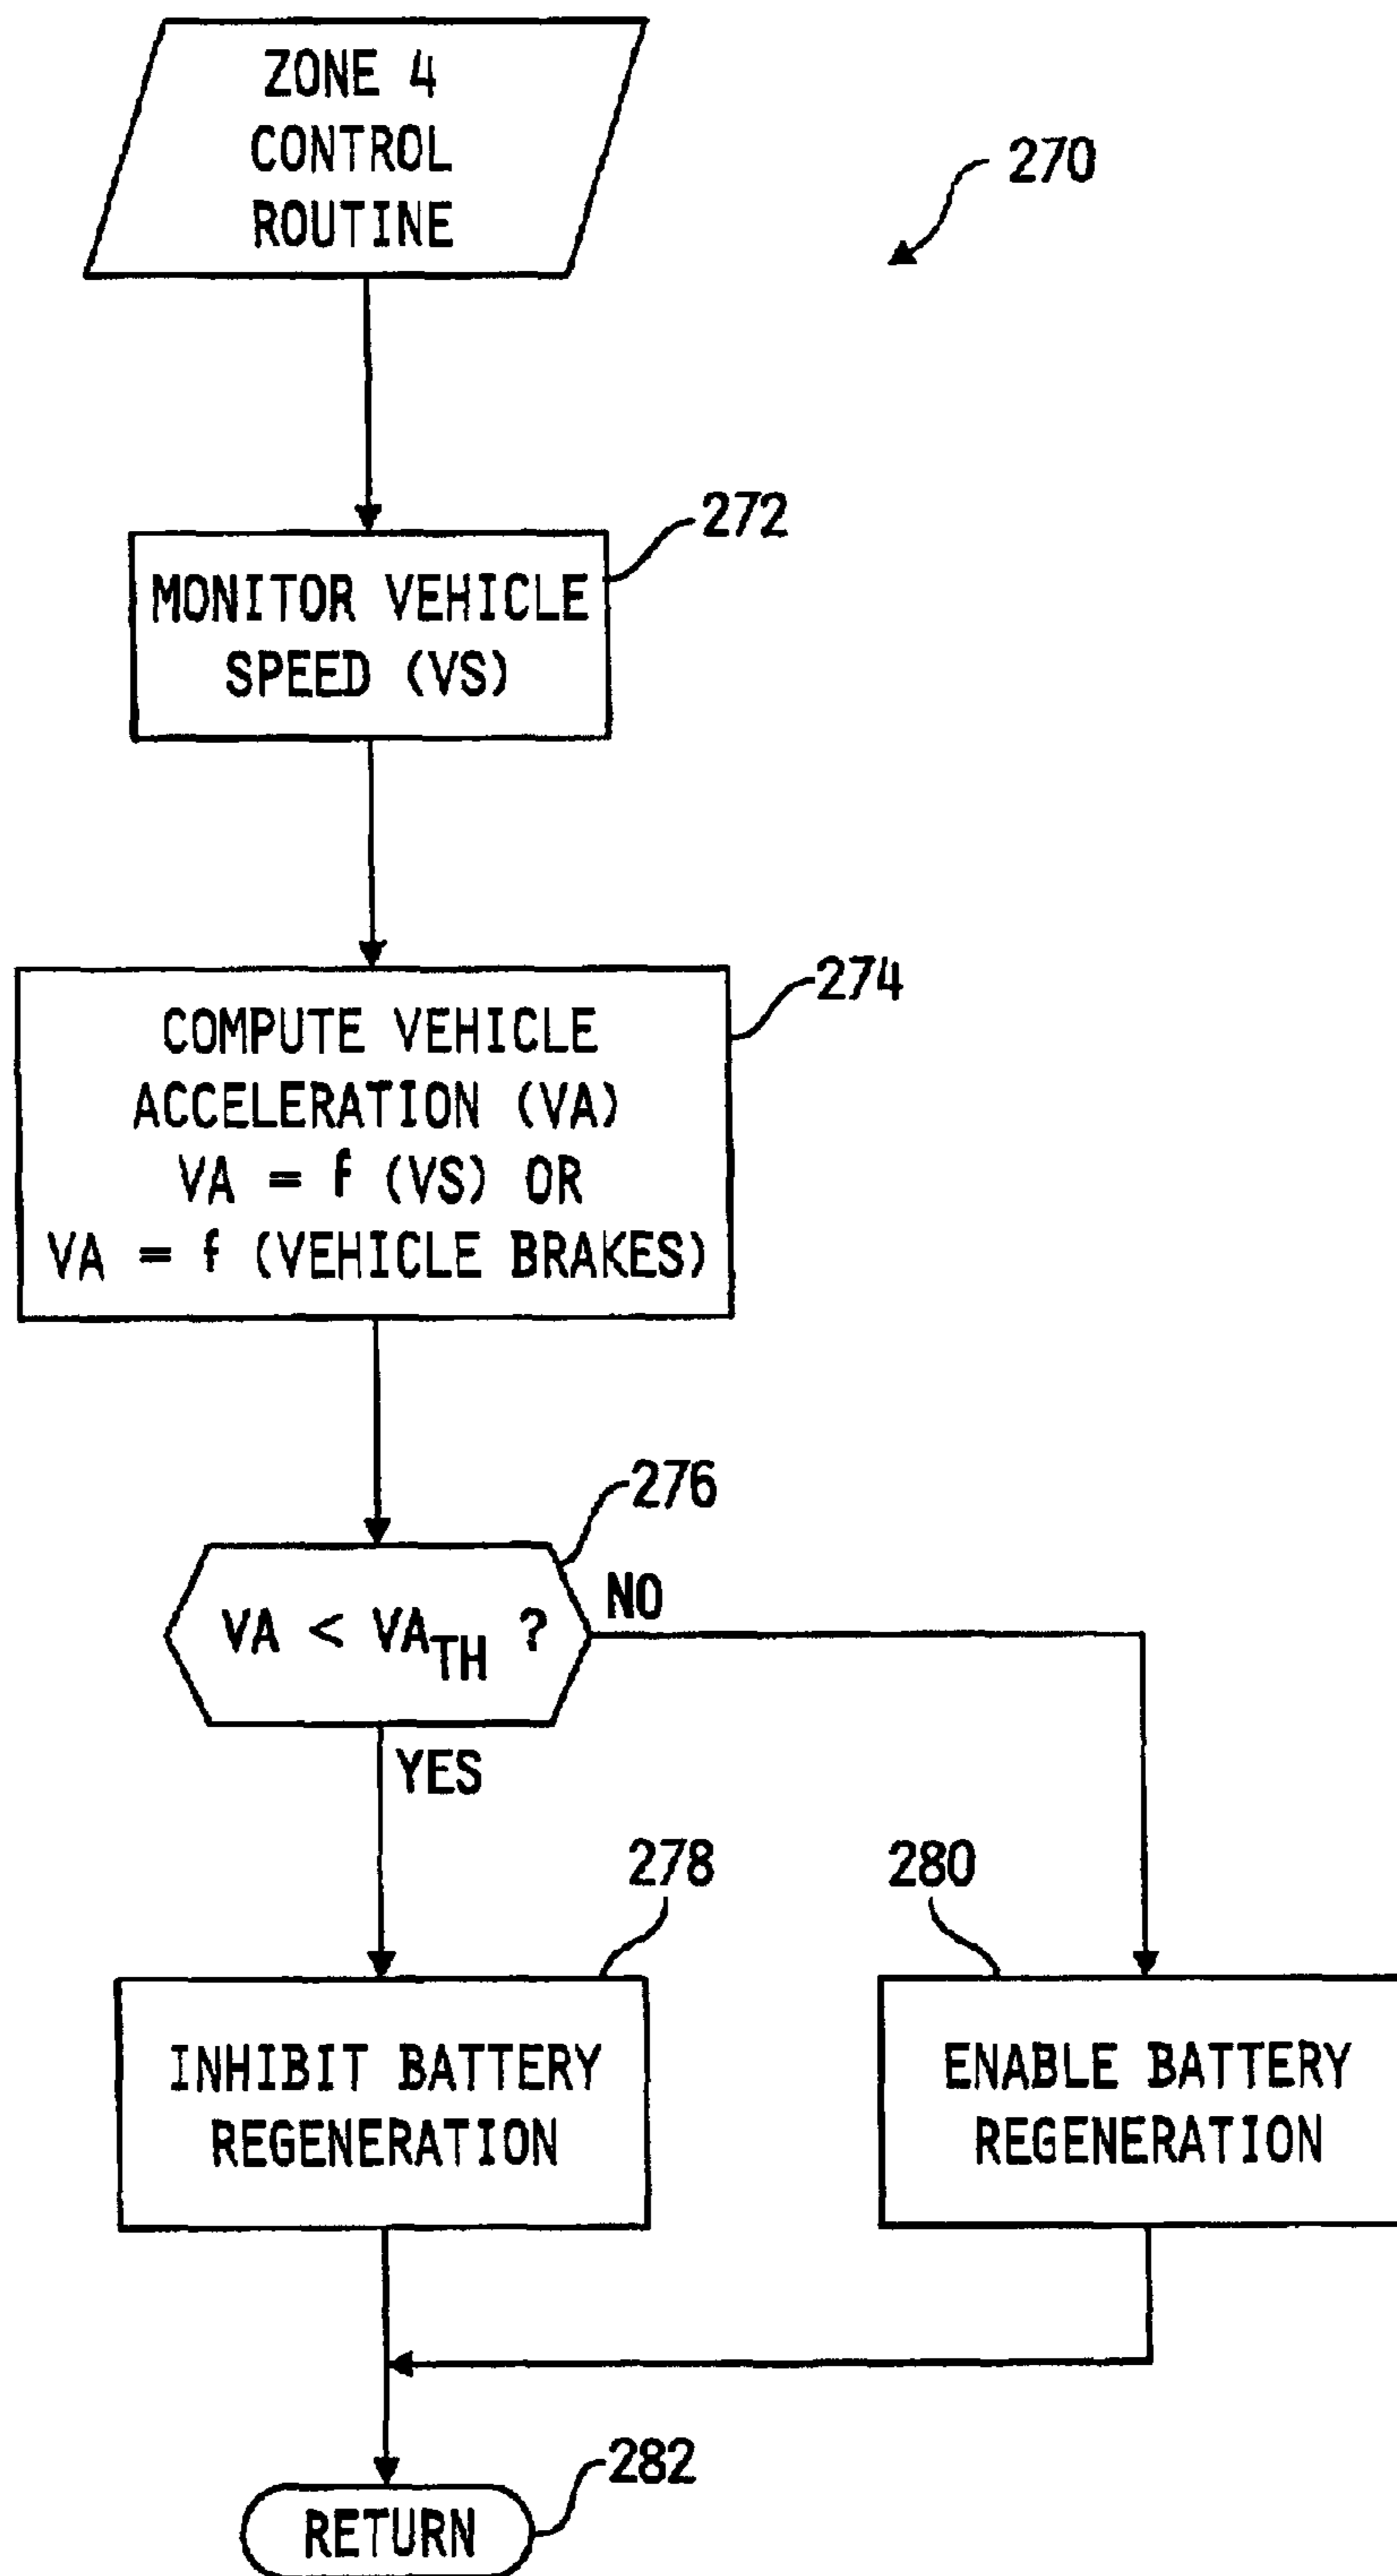 ZONE 4
CONTROL
ROUTINE
270
272
MONITOR VEHICLE
SPEED (VS)
274
COMPUTE VEHICLE
ACCELERATION (VA)
VA = f (VS) OR
VA = f (VEHICLE BRAKES)
276
VA < VATH ?
NO
YES
278
280
INHIBIT BATTERY
REGENERATION
ENABLE BATTERY
REGENERATION
282
RETURN